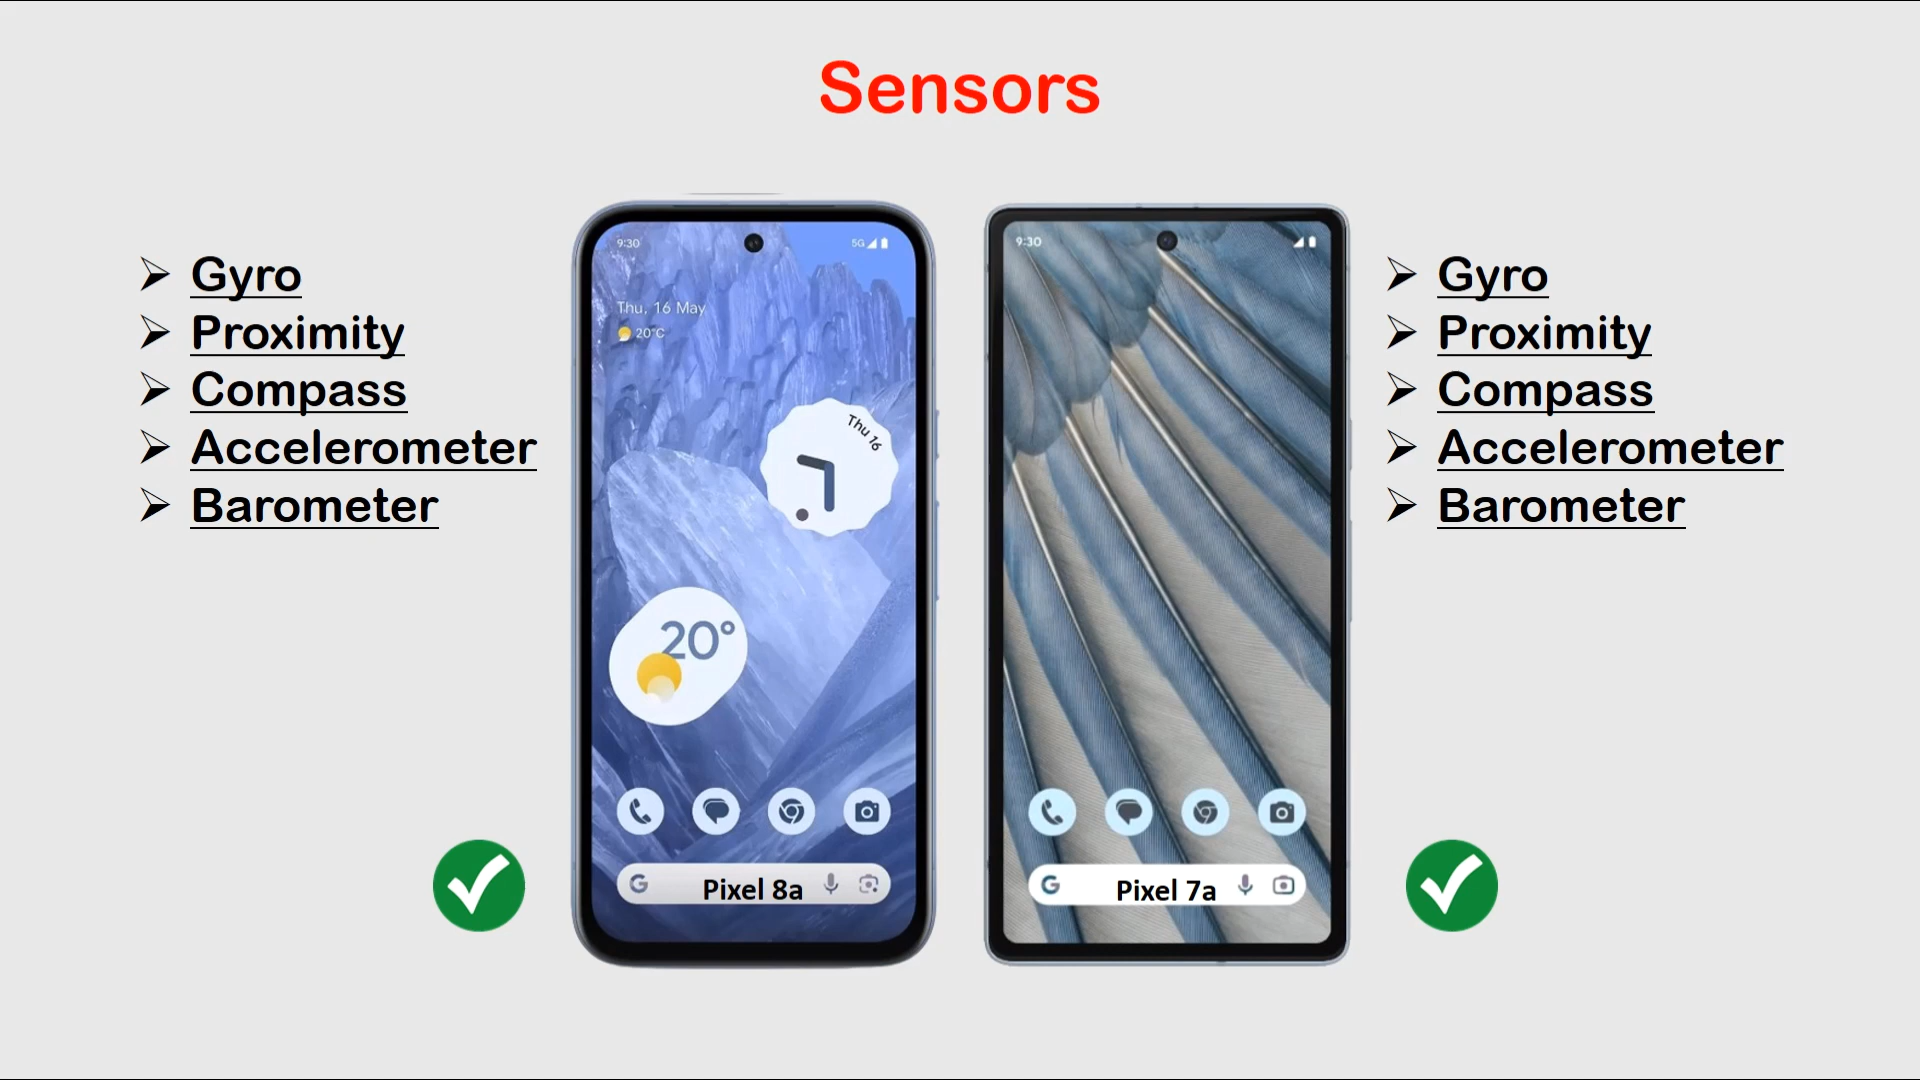 Sensors
Gyro
Proximity
Compass
Accelerometer
Barometer
9:30
5G
Thu, 16 May
20°C
Thu 16
20°
G
Pixel 8a
9:30
G
Pixel 7a
Gyro
Proximity
Compass
Accelerometer
Barometer